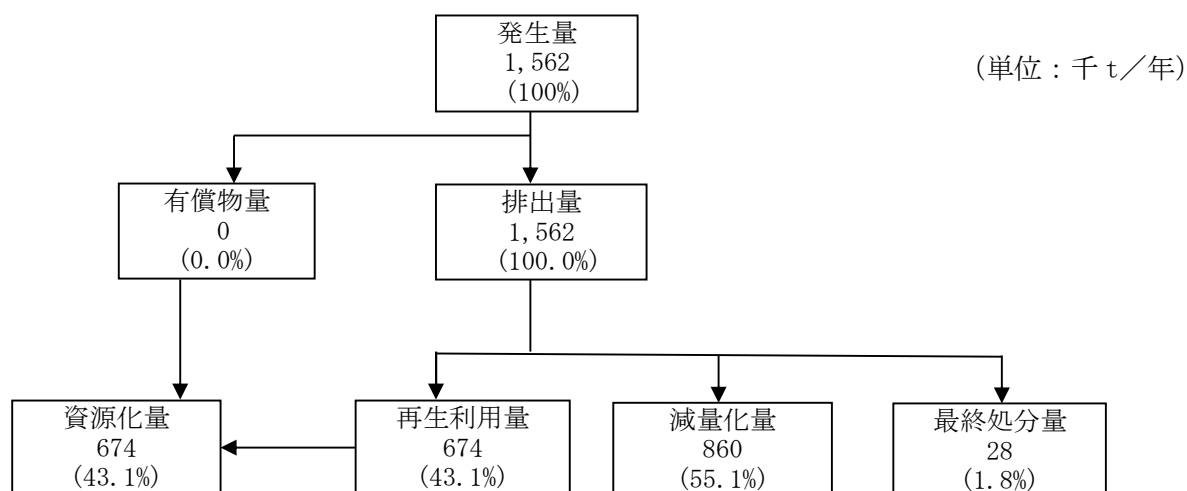 発生量
1,562
(100%)
(単位:千t/年)
有償物量
0
(0.0%)
排出量
1,562
(100.0%)
資源化量
674
(43.1%)
再生利用量
674
(43.1%)
減量化量
860
(55.1%)
最終処分量
28
(1.8%)